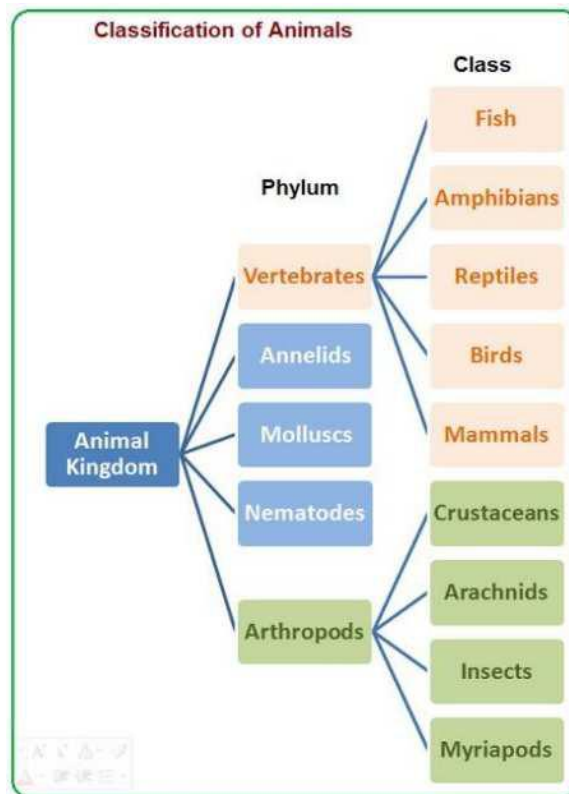 Classification of Animals
Class
Fish
Phylum
Amphibians
Vertebrates
Reptiles
Annelids
Birds
Animal
Kingdom
Molluscs
Mammals
Nematodes
Crustaceans
Arthropods
Arachnids
Insects
Myriapods